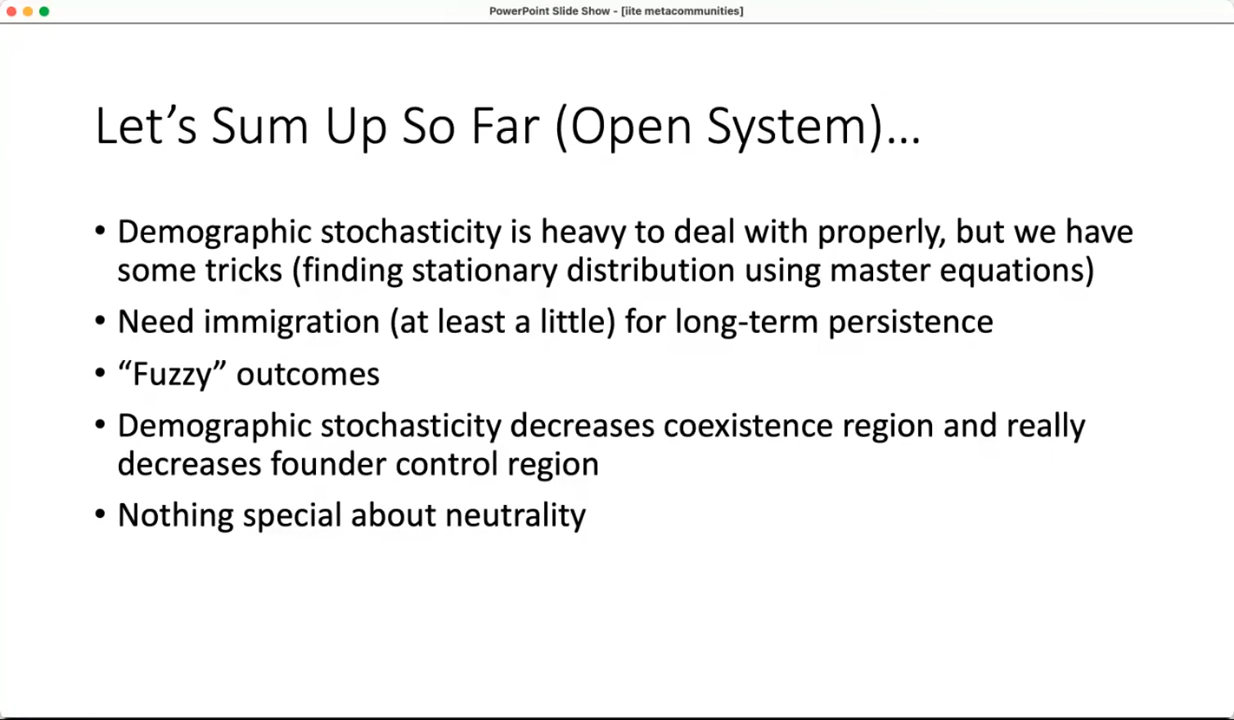 PowerPoint Slide Show - [iite metacommunities]
Let’s Sum Up So Far (Open System)...
• Demographic stochasticity is heavy to deal with properly, but we have
some tricks (finding stationary distribution using master equations)
• Need immigration (at least a little) for long-term persistence
• “Fuzzy” outcomes
• Demographic stochasticity decreases coexistence region and really
decreases founder control region
• Nothing special about neutrality